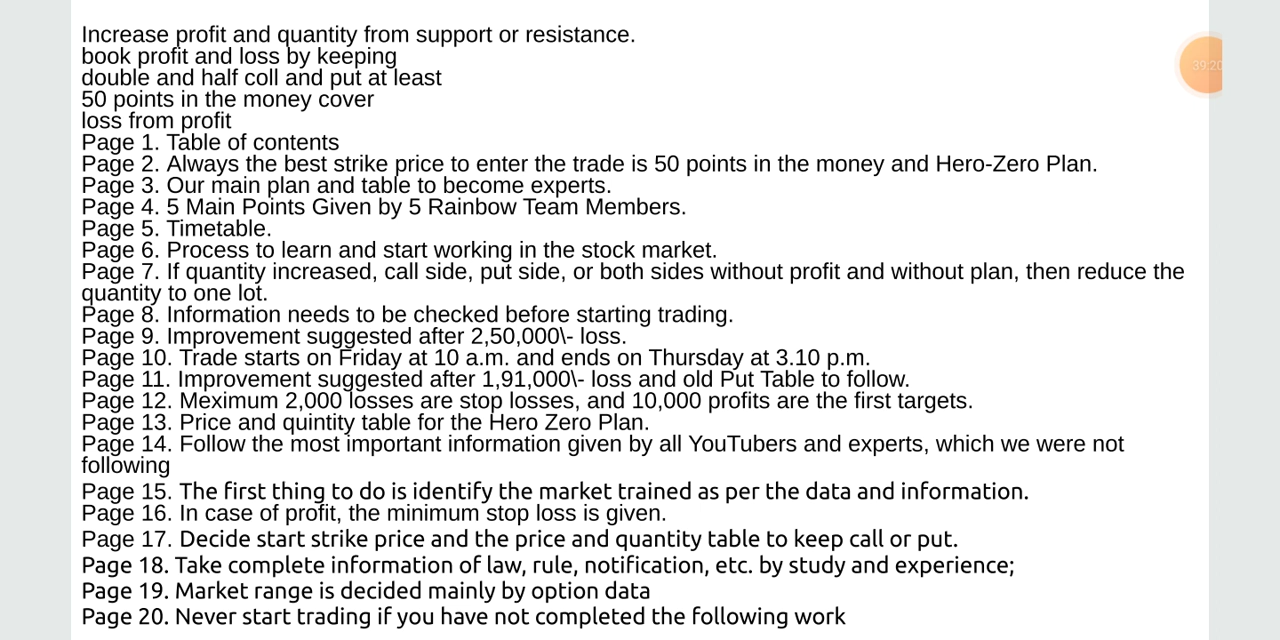 Increase profit and quantity from support or resistance.
book profit and loss by keeping
double and half coll and put at least
50 points in the money cover
loss from profit
Page 1. Table of contents
Page 2. Always the best strike price to enter the trade is 50 points in the money and Hero-Zero Plan.
Page 3. Our main plan and table to become experts.
Page 4. 5 Main Points Given by 5 Rainbow Team Members.
Page 5. Timetable.
Page 6. Process to learn and start working in the stock market.
Page 7. If quantity increased, call side, put side, or both sides without profit and without plan, then reduce the
quantity to one lot.
Page 8. Information needs to be checked before starting trading.
Page 9. Improvement suggested after 2,50,000\- loss.
Page 10. Trade starts on Friday at 10 a.m. and ends on Thursday at 3.10 p.m.
Page 11. Improvement suggested after 1,91,000\- loss and old Put Table to follow.
Page 12. Meximum 2,000 losses are stop losses, and 10,000 profits are the first targets.
Page 13. Price and quintity table for the Hero Zero Plan.
Page 14. Follow the most important information given by all YouTubers and experts, which we were not
following
Page 15. The first thing to do is identify the market trained as per the data and information.
Page 16. In case of profit, the minimum stop loss is given.
Page 17. Decide start strike price and the price and quantity table to keep call or put.
Page 18. Take complete information of law, rule, notification, etc. by study and experience;
Page 19. Market range is decided mainly by option data
Page 20. Never start trading if you have not completed the following work
39:20